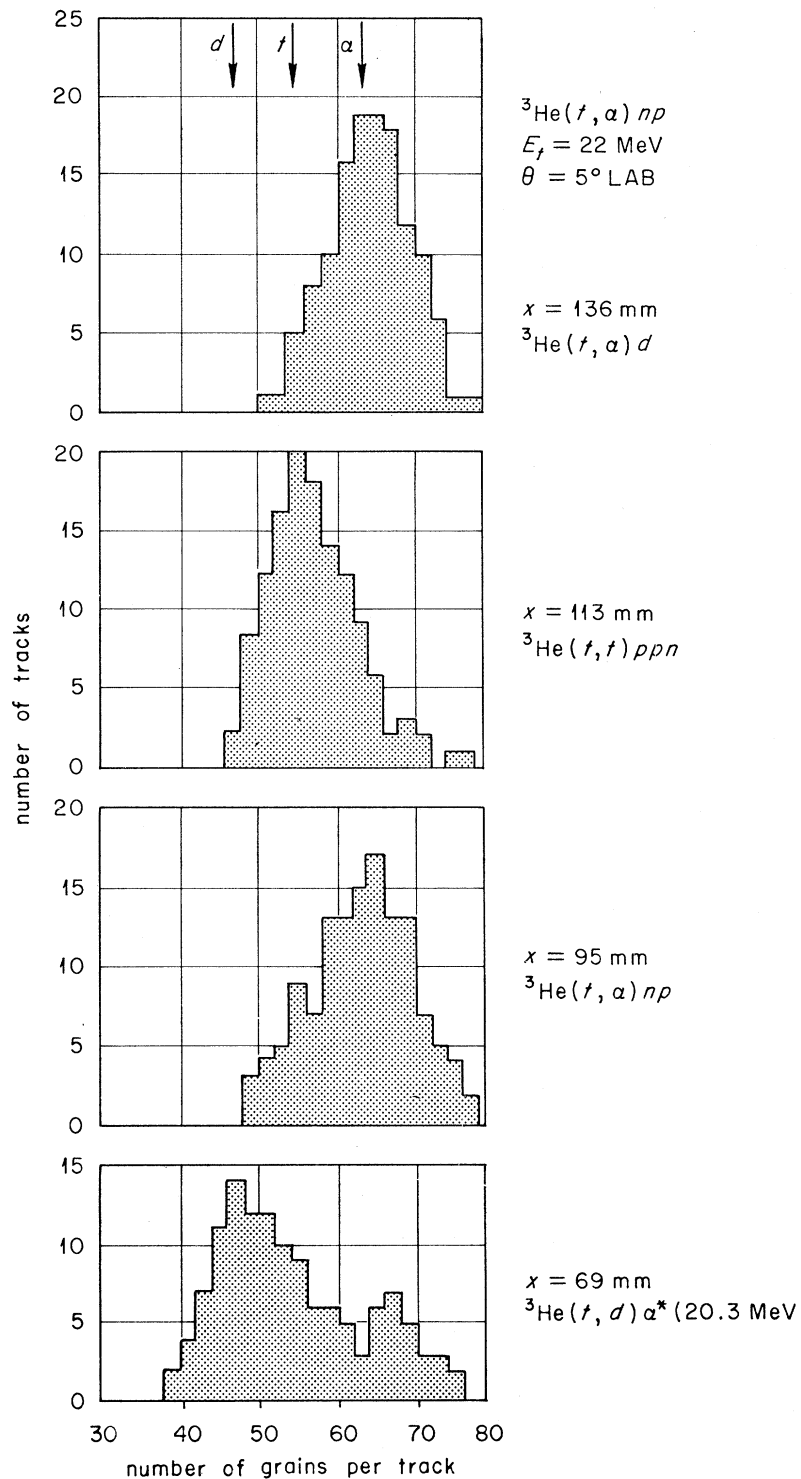 25
20
15
10
5
0
d
t
α
³He(t,α)np
E_t = 22 MeV
θ = 5° LAB
x = 136 mm
³He(t,α)d
20
15
10
5
0
x = 113 mm
³He(t,t)ppn
number of tracks
20
15
10
5
0
x = 95 mm
³He(t,α)np
15
10
5
0
x = 69 mm
³He(t,d)α*(20.3 MeV
30 40 50 60 70 80
number of grains per track